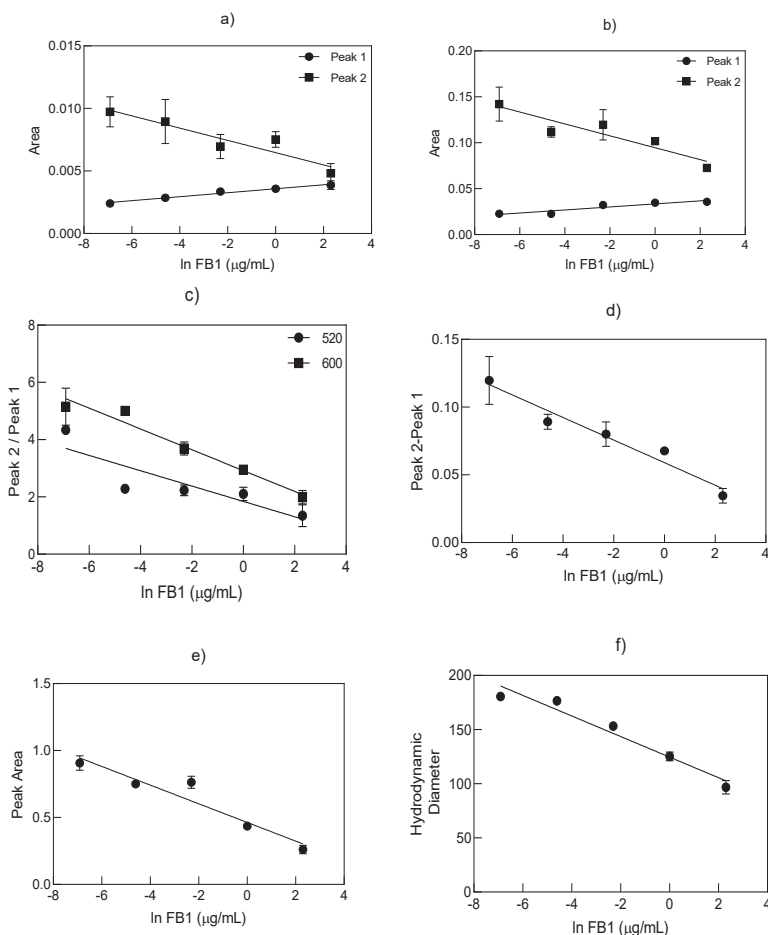 a)
0.015
0.010
0.005
0.000
Area
Peak 1
Peak 2
-8 -6 -4 -2 0 2 4
ln FB1 (µg/mL)
b)
0.20
0.15
0.10
0.05
0.00
Area
Peak 1
Peak 2
-8 -6 -4 -2 0 2 4
ln FB1 (µg/mL)
c)
8
6
4
2
0
Peak 2 / Peak 1
520
600
-8 -6 -4 -2 0 2 4
ln FB1 (µg/mL)
d)
0.15
0.10
0.05
0.00
Peak 2-Peak 1
-8 -6 -4 -2 0 2 4
ln FB1 (µg/mL)
e)
1.5
1.0
0.5
0.0
Peak Area
-8 -6 -4 -2 0 2 4
ln FB1 (µg/mL)
f)
200
150
100
50
0
Hydrodynamic
Diameter
-8 -6 -4 -2 0 2 4
ln FB1 (µg/mL)